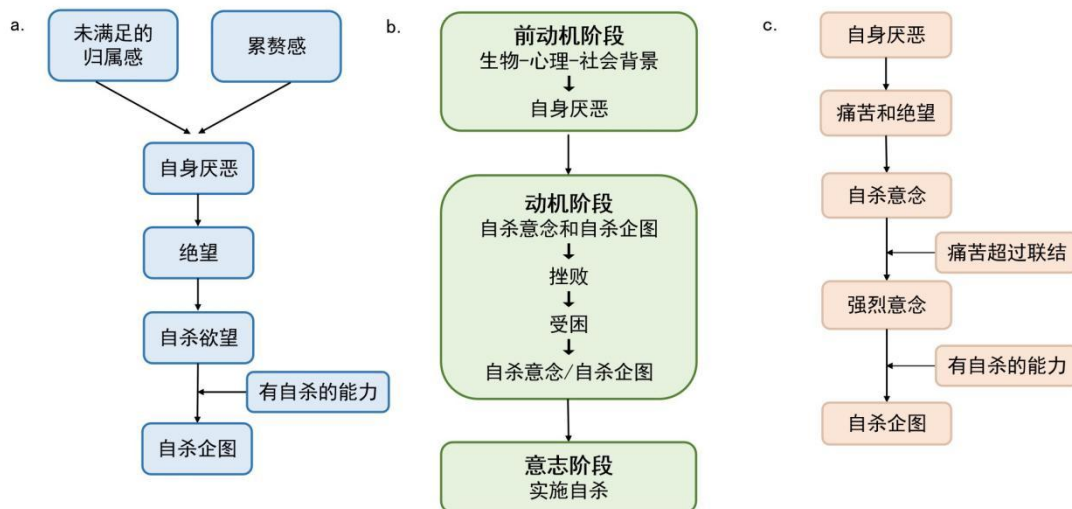 a.
未满足的
归属感
累赘感
自身厌恶
绝望
自杀欲望
有自杀的能力
自杀企图
b.
前动机阶段
生物-心理-社会背景
自身厌恶
动机阶段
自杀意念和自杀企图
挫败
受困
自杀意念/自杀企图
意志阶段
实施自杀
c.
自身厌恶
痛苦和绝望
自杀意念
痛苦超过联结
强烈意念
有自杀的能力
自杀企图